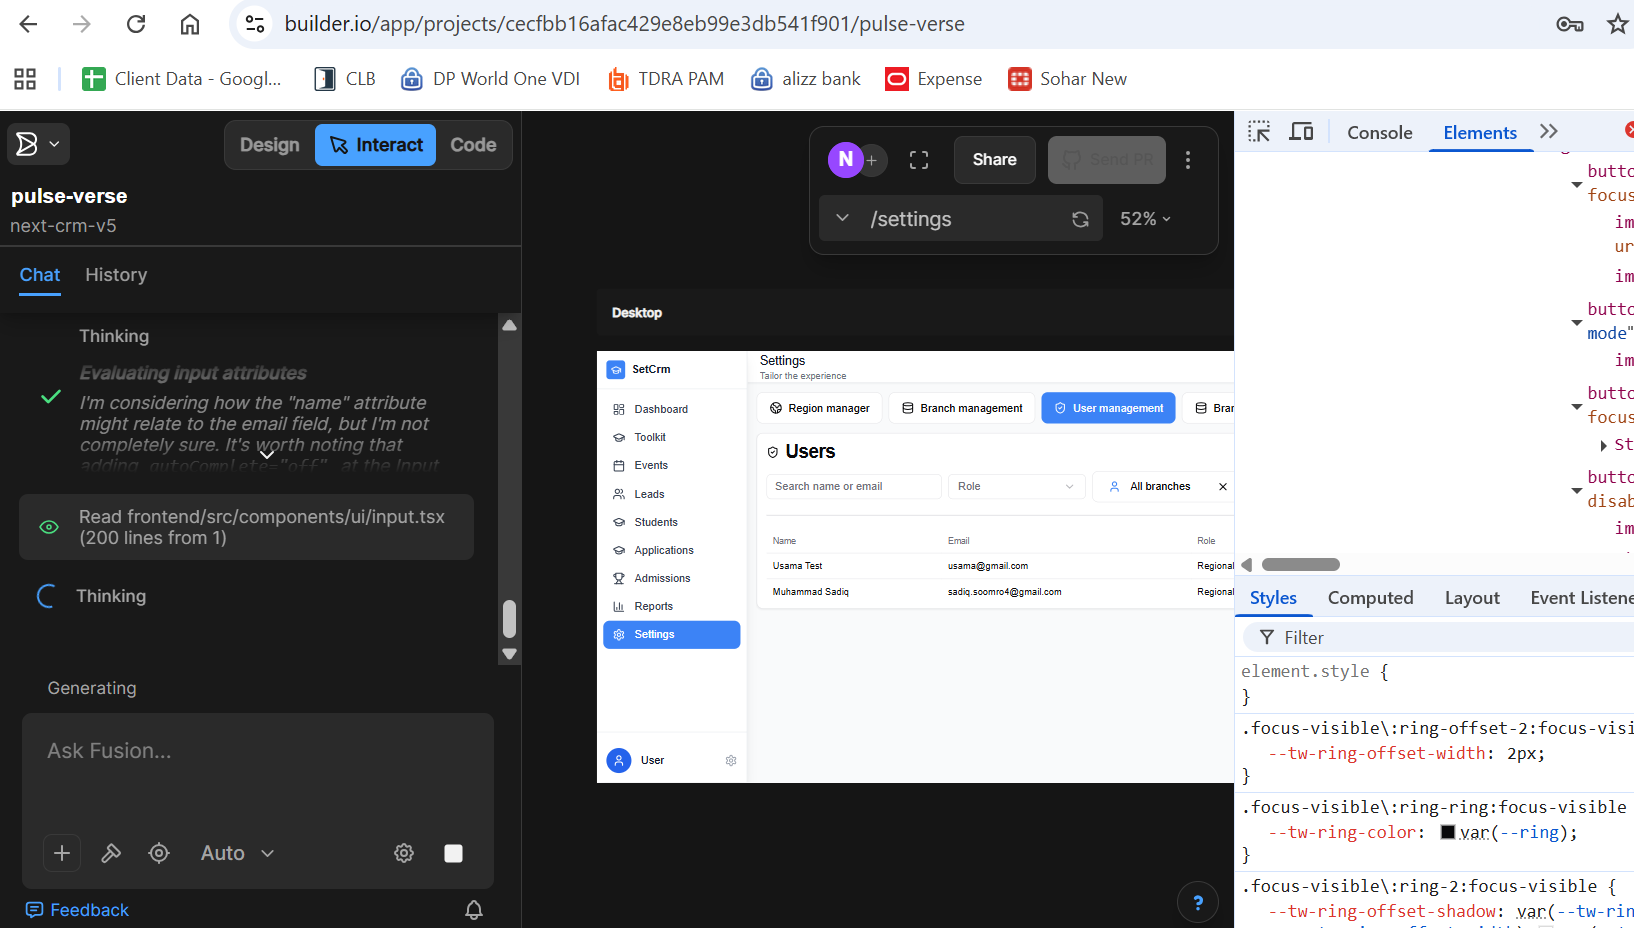 builder.io/app/projects/cecfbb16afac429e8eb99e3db541f901/pulse-verse
Client Data - Googl...
CLB
DP World One VDI
TDRA PAM
alizz bank
Expense
Sohar New
Design
Interact
Code
pulse-verse
next-crm-v5
Chat
History
Thinking
Evaluating input attributes
I'm considering how the "name" attribute
might relate to the email field, but I'm not
completely sure. It's worth noting that
adding autoComplete="off" at the Input
Read frontend/src/components/ui/input.tsx
(200 lines from 1)
Thinking
Generating
Ask Fusion...
Auto
Feedback
N
+
Share
Send PR
/settings
52%
Desktop
SetCrm
Dashboard
Toolkit
Events
Leads
Students
Applications
Admissions
Reports
Settings
User
Settings
Tailor the experience
Region manager
Branch management
User management
Bran
Users
Search name or email
Role
All branches
Name
Email
Role
Usama Test
usama@gmail.com
Regional
Muhammad Sadiq
sadiq.soomro4@gmail.com
Regional
?
Console
Elements
butto
focus
im
ur
im
butto
mode"
im
butto
focus
St
butto
disab
im
Styles
Computed
Layout
Event Listene
Filter
element.style {
}
.focus-visible\:ring-offset-2:focus-visi
--tw-ring-offset-width: 2px;
}
.focus-visible\:ring-ring:focus-visible
--tw-ring-color: var(--ring);
}
.focus-visible\:ring-2:focus-visible {
--tw-ring-offset-shadow: var(--tw-rin